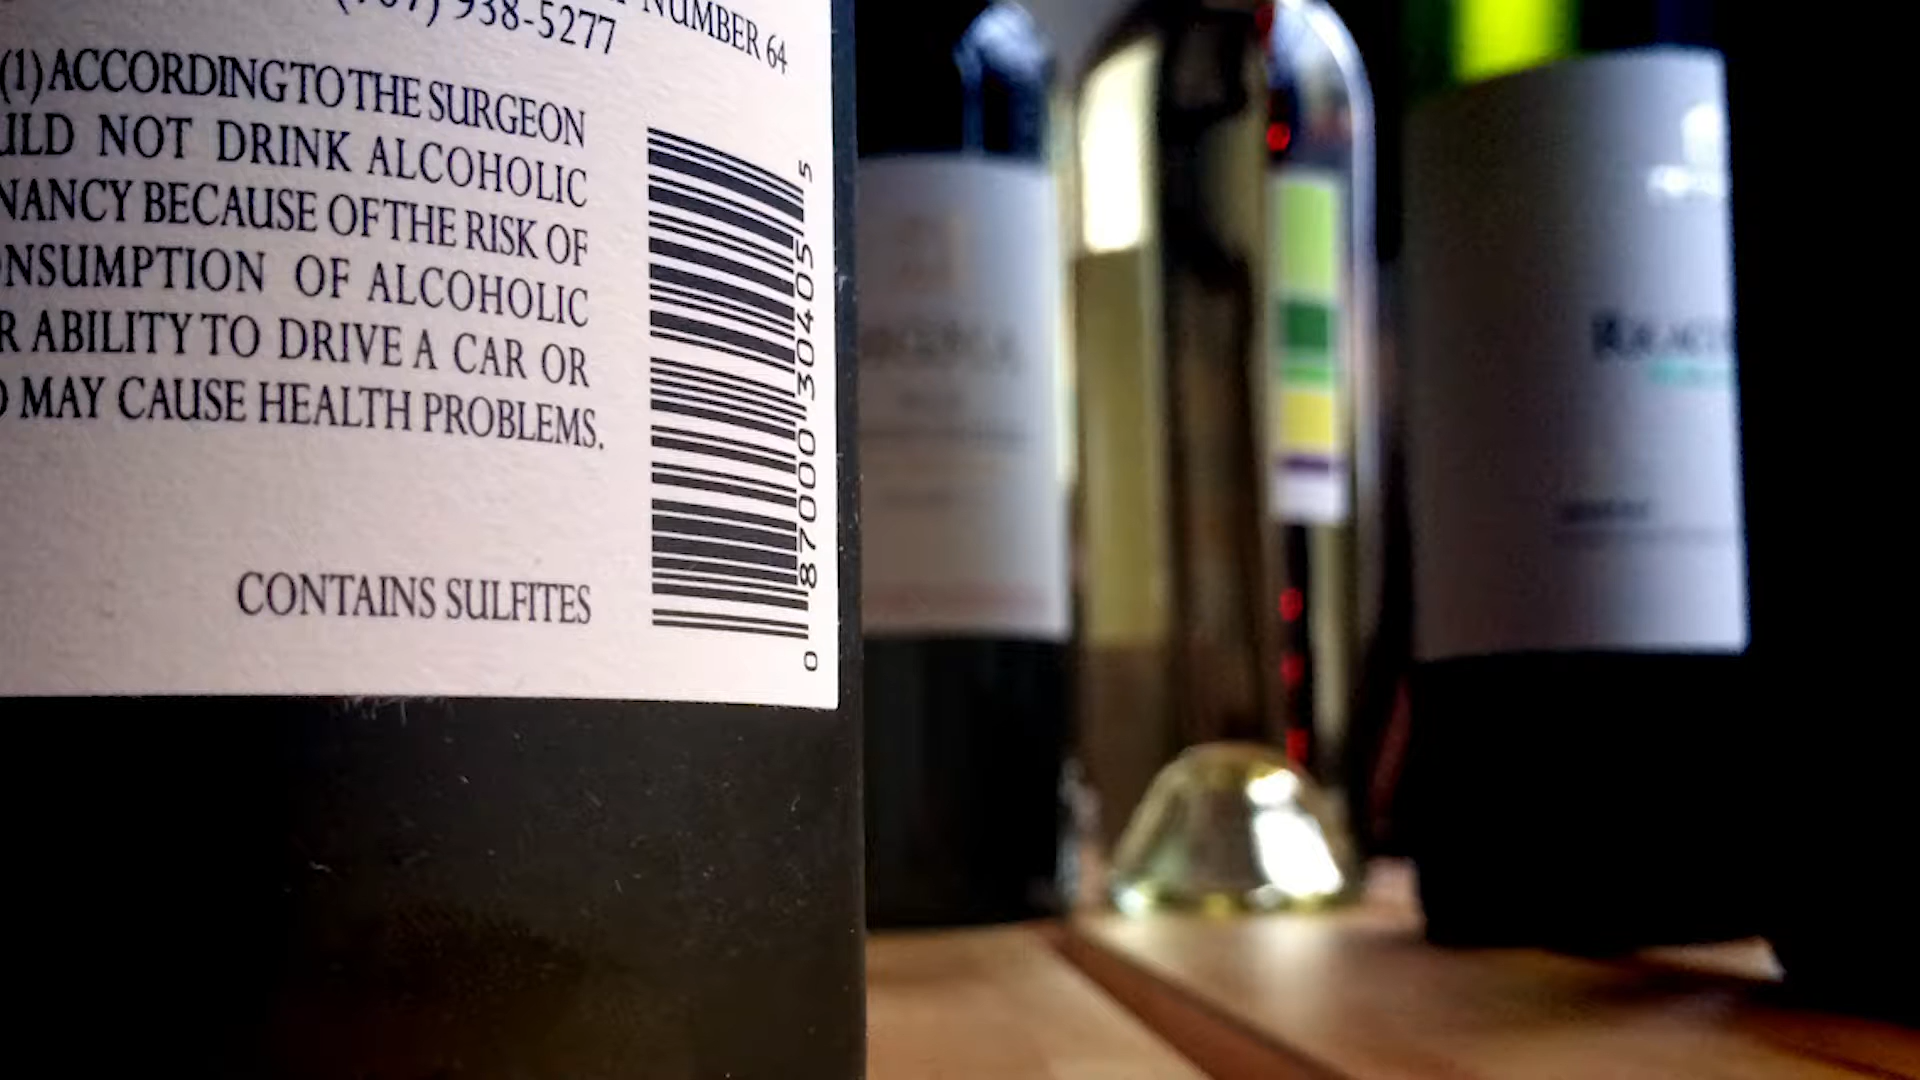 938-5277
NUMBER 64
(1) ACCORDING TO THE SURGEON
ULD NOT DRINK ALCOHOLIC
NANCY BECAUSE OF THE RISK OF
ONSUMPTION OF ALCOHOLIC
R ABILITY TO DRIVE A CAR OR
D MAY CAUSE HEALTH PROBLEMS.
CONTAINS SULFITES
0 87000 30405 5